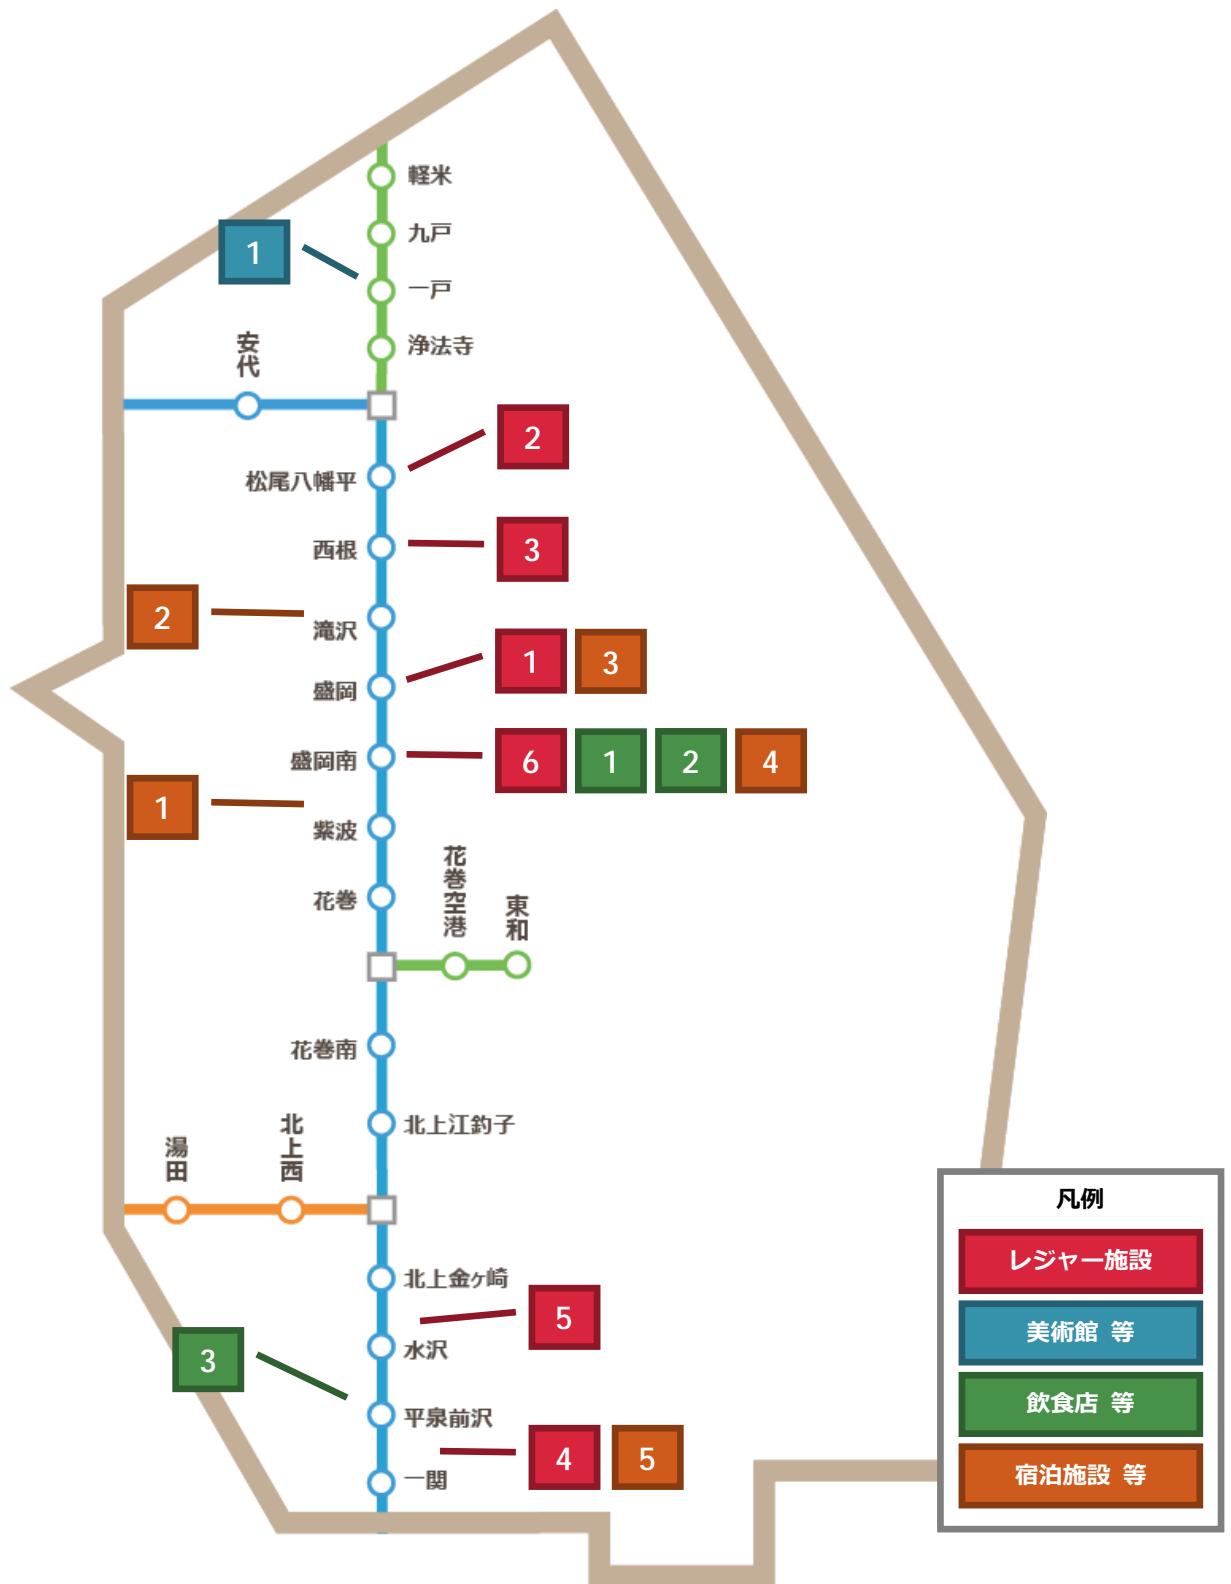 軽米
九戸
1
一戸
浄法寺
安代
2
松尾八幡平
3
西根
2
滝沢
1
3
盛岡
盛岡南
6
1
2
4
1
紫波
花巻
花巻空港
東和
花巻南
北上江釣子
湯田
北上西
北上金ヶ崎
5
水沢
3
平泉前沢
4
5
一関
凡例
レジャー施設
美術館 等
飲食店 等
宿泊施設 等